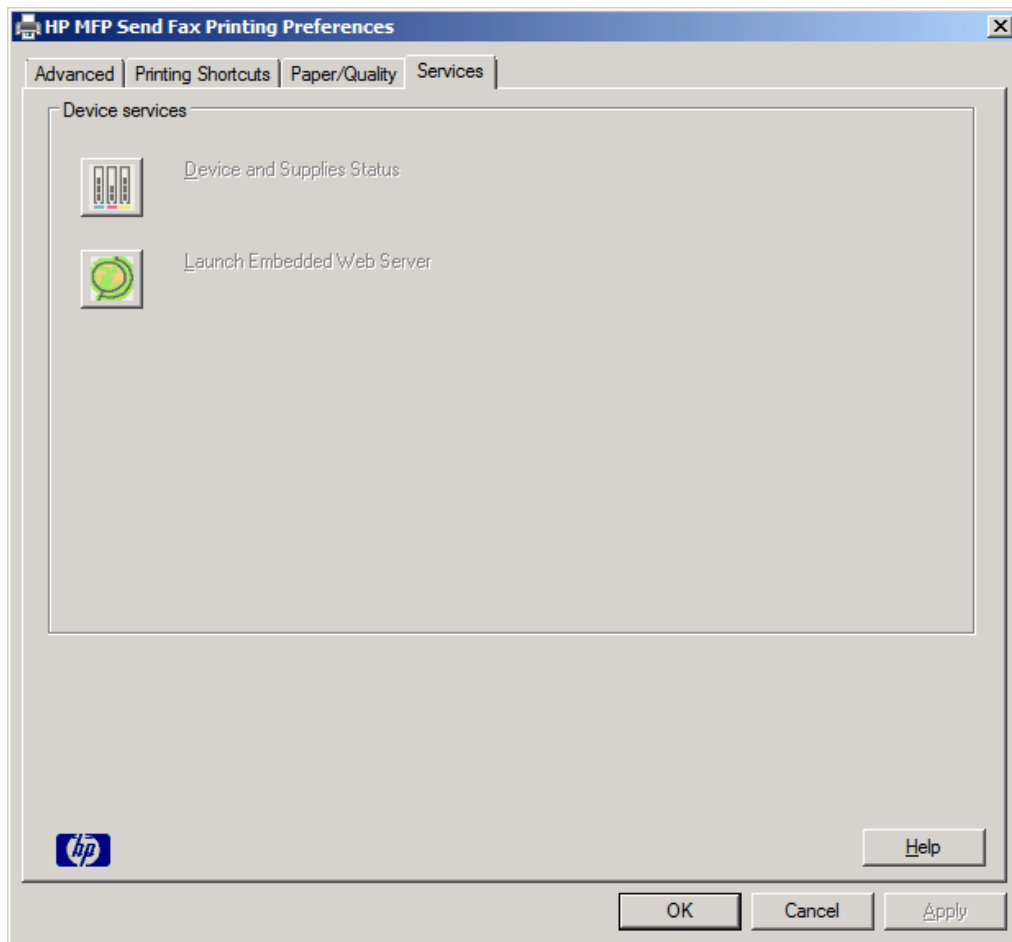 HP MFP Send Fax Printing Preferences
Advanced Printing Shortcuts Paper/Quality Services
Device services
Device and Supplies Status
Launch Embedded Web Server
hp
Help
OK Cancel Apply